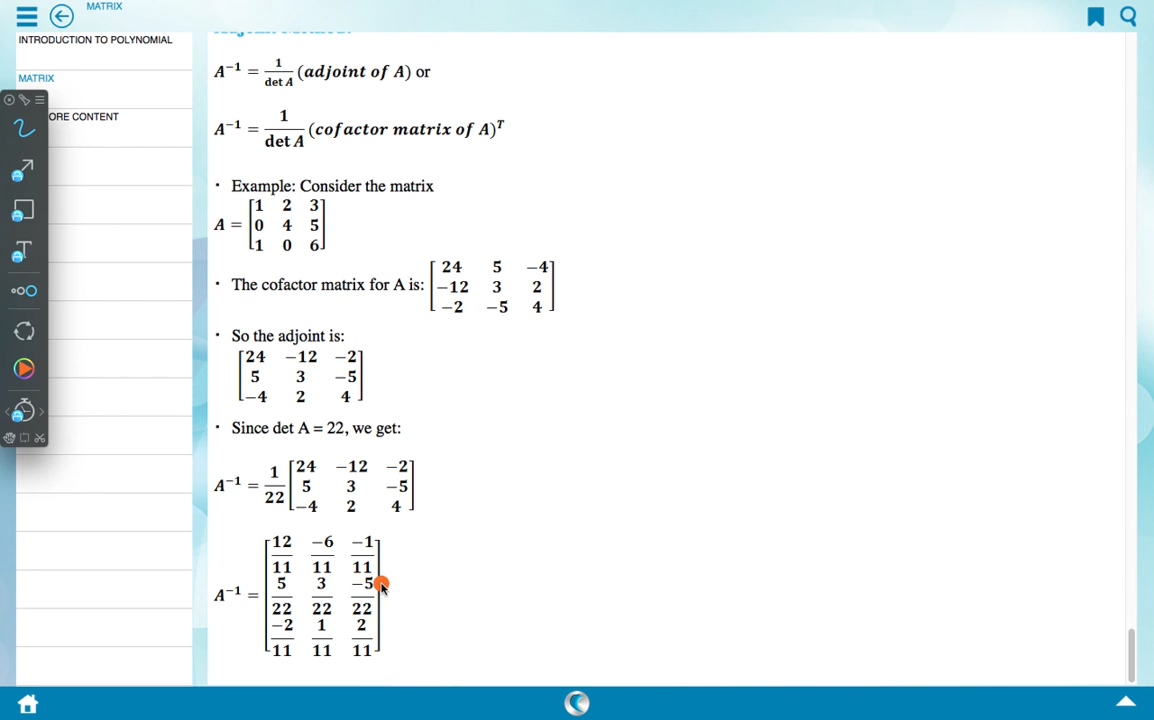 MATRIX
INTRODUCTION TO POLYNOMIAL
MATRIX
ORE CONTENT
Adjoint Method:
A⁻¹ = 1/det A (adjoint of A) or
A⁻¹ = 1/det A (cofactor matrix of A)ᵀ
· Example: Consider the matrix
A = [1 2 3
0 4 5
1 0 6]
· The cofactor matrix for A is: [24 5 −4
−12 3 2
−2 −5 4]
· So the adjoint is:
[24 −12 −2
5 3 −5
−4 2 4]
· Since det A = 22, we get:
A⁻¹ = 1/22 [24 −12 −2
5 3 −5
−4 2 4]
A⁻¹ = [12/11 −6/11 −1/11
5/22 3/22 −5/22
−2/11 1/11 2/11]